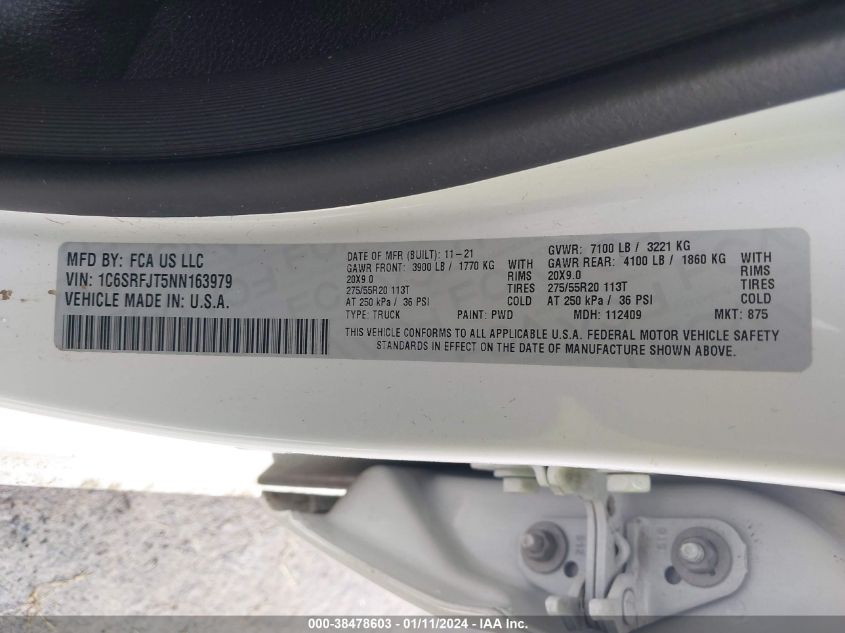 MFD BY: FCA US LLC
VIN: 1C6SRFJT5NN163979
VEHICLE MADE IN: U.S.A.
DATE OF MFR (BUILT): 11-21
GAWR FRONT: 3900 LB / 1770 KG WITH
20X9.0 RIMS
275/55R20 113T TIRES
AT 250 kPa / 36 PSI COLD
TYPE: TRUCK PAINT: PWD
GVWR: 7100 LB / 3221 KG
GAWR REAR: 4100 LB / 1860 KG WITH
20X9.0 RIMS
275/55R20 113T TIRES
AT 250 kPa / 36 PSI COLD
MDH: 112409 MKT: 875
THIS VEHICLE CONFORMS TO ALL APPLICABLE U.S.A. FEDERAL MOTOR VEHICLE SAFETY
STANDARDS IN EFFECT ON THE DATE OF MANUFACTURE SHOWN ABOVE.
000-38478603 - 01/11/2024 - IAA Inc.